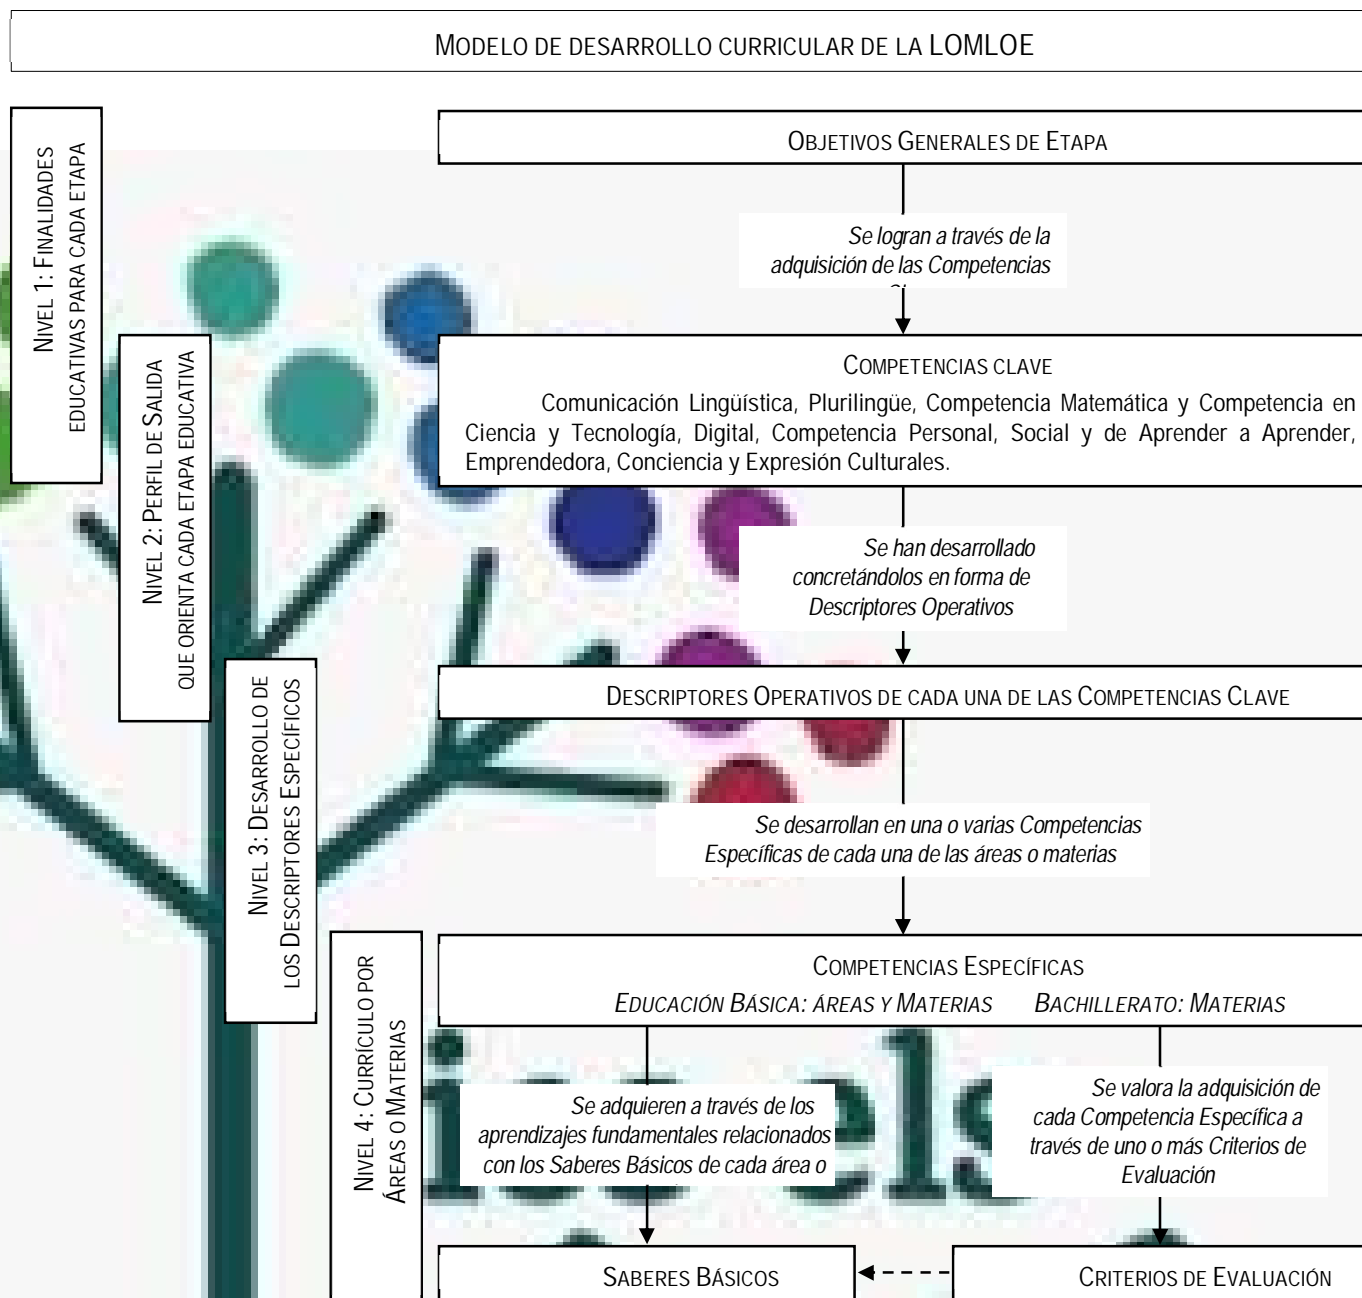 MODELO DE DESARROLLO CURRICULAR DE LA LOMLOE
NIVEL 1: FINALIDADES
EDUCATIVAS PARA CADA ETAPA
OBJETIVOS GENERALES DE ETAPA
Se logran a través de la
adquisición de las Competencias
NIVEL 2: PERFIL DE SALIDA
QUE ORIENTA CADA ETAPA EDUCATIVA
COMPETENCIAS CLAVE
Comunicación Lingüística, Plurilingüe, Competencia Matemática y Competencia en
Ciencia y Tecnología, Digital, Competencia Personal, Social y de Aprender a Aprender,
Emprendedora, Conciencia y Expresión Culturales.
Se han desarrollado
concretándolos en forma de
Descriptores Operativos
NIVEL 3: DESARROLLO DE
LOS DESCRIPTORES ESPECÍFICOS
DESCRIPTORES OPERATIVOS DE CADA UNA DE LAS COMPETENCIAS CLAVE
Se desarrollan en una o varias Competencias
Específicas de cada una de las áreas o materias
NIVEL 4: CURRÍCULO POR
ÁREAS O MATERIAS
COMPETENCIAS ESPECÍFICAS
EDUCACIÓN BÁSICA: ÁREAS Y MATERIAS BACHILLERATO: MATERIAS
Se adquieren a través de los
aprendizajes fundamentales relacionados
con los Saberes Básicos de cada área o
Se valora la adquisición de
cada Competencia Específica a
través de uno o más Criterios de
Evaluación
SABERES BÁSICOS
CRITERIOS DE EVALUACIÓN